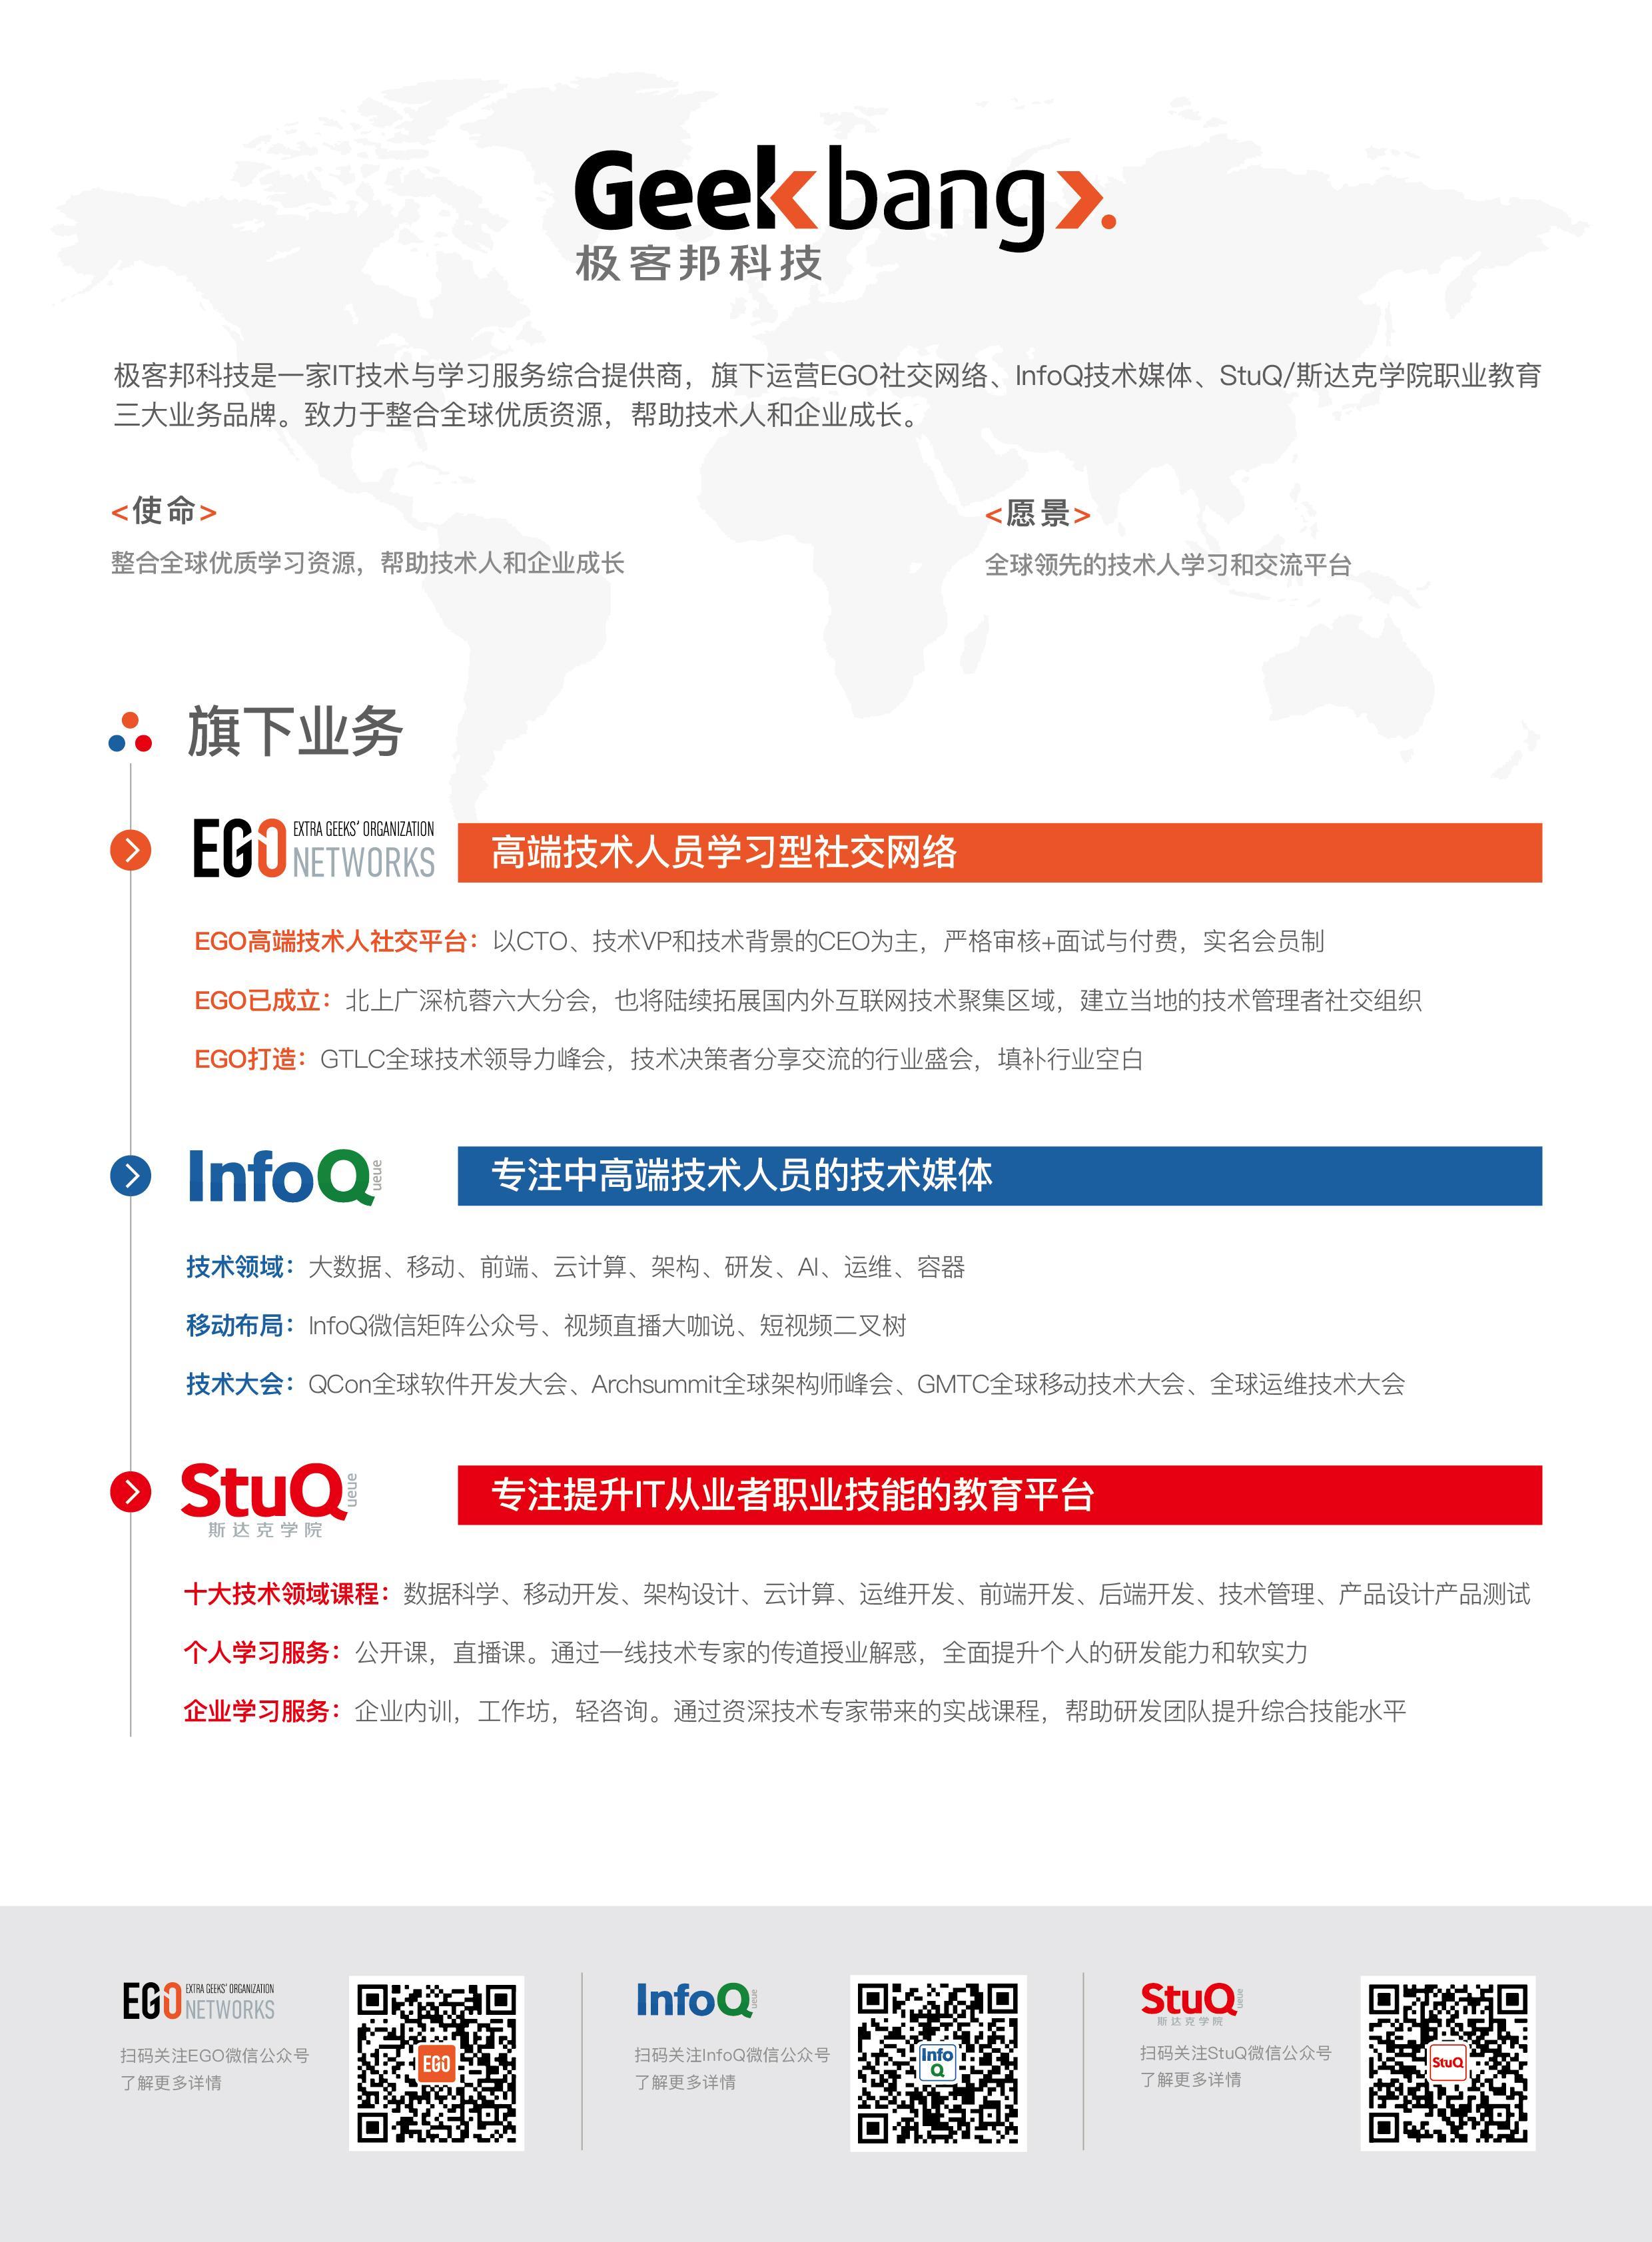 Geekbang>.
极客邦科技
极客邦科技是一家IT技术与学习服务综合提供商，旗下运营EGO社交网络、InfoQ技术媒体、StuQ/斯达克学院职业教育
三大业务品牌。致力于整合全球优质资源，帮助技术人和企业成长。
<使命>
整合全球优质学习资源，帮助技术人和企业成长
<愿景>
全球领先的技术人学习和交流平台
旗下业务
EGO EXTRA GEEKS' ORGANIZATION
NETWORKS
高端技术人员学习型社交网络
EGO高端技术人社交平台：以CTO、技术VP和技术背景的CEO为主，严格审核+面试与付费，实名会员制
EGO已成立：北上广深杭蓉六大分会，也将陆续拓展国内外互联网技术聚集区域，建立当地的技术管理者社交组织
EGO打造：GTLC全球技术领导力峰会，技术决策者分享交流的行业盛会，填补行业空白
InfoQueue
专注中高端技术人员的技术媒体
技术领域：大数据、移动、前端、云计算、架构、研发、AI、运维、容器
移动布局：InfoQ微信矩阵公众号、视频直播大咖说、短视频二叉树
技术大会：QCon全球软件开发大会、Archsummit全球架构师峰会、GMTC全球移动技术大会、全球运维技术大会
StuQueue
斯达克学院
专注提升IT从业者职业技能的教育平台
十大技术领域课程：数据科学、移动开发、架构设计、云计算、运维开发、前端开发、后端开发、技术管理、产品设计产品测试
个人学习服务：公开课，直播课。通过一线技术专家的传道授业解惑，全面提升个人的研发能力和软实力
企业学习服务：企业内训，工作坊，轻咨询。通过资深技术专家带来的实战课程，帮助研发团队提升综合技能水平
EGO EXTRA GEEKS' ORGANIZATION
NETWORKS
扫码关注EGO微信公众号
了解更多详情
EGO
InfoQueue
扫码关注InfoQ微信公众号
了解更多详情
Info
Q
StuQueue
斯达克学院
扫码关注StuQ微信公众号
了解更多详情
StuQ